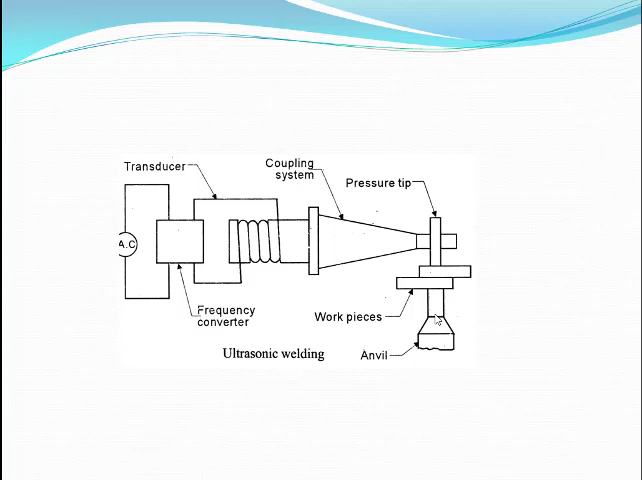 Transducer
Coupling
system
Pressure tip
A.C
Frequency
converter
Work pieces
Ultrasonic welding
Anvil